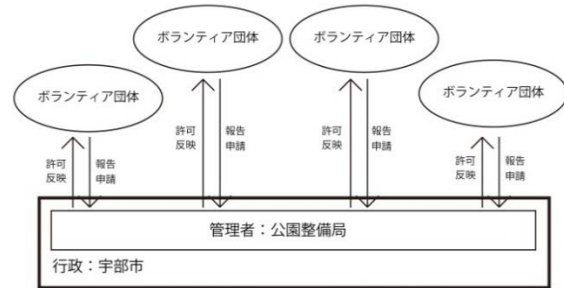 ボランティア団体
ボランティア団体
ボランティア団体
ボランティア団体
許可
反映
報告
申請
許可
反映
報告
申請
許可
反映
報告
申請
許可
反映
報告
申請
管理者：公園整備局
行政：宇部市